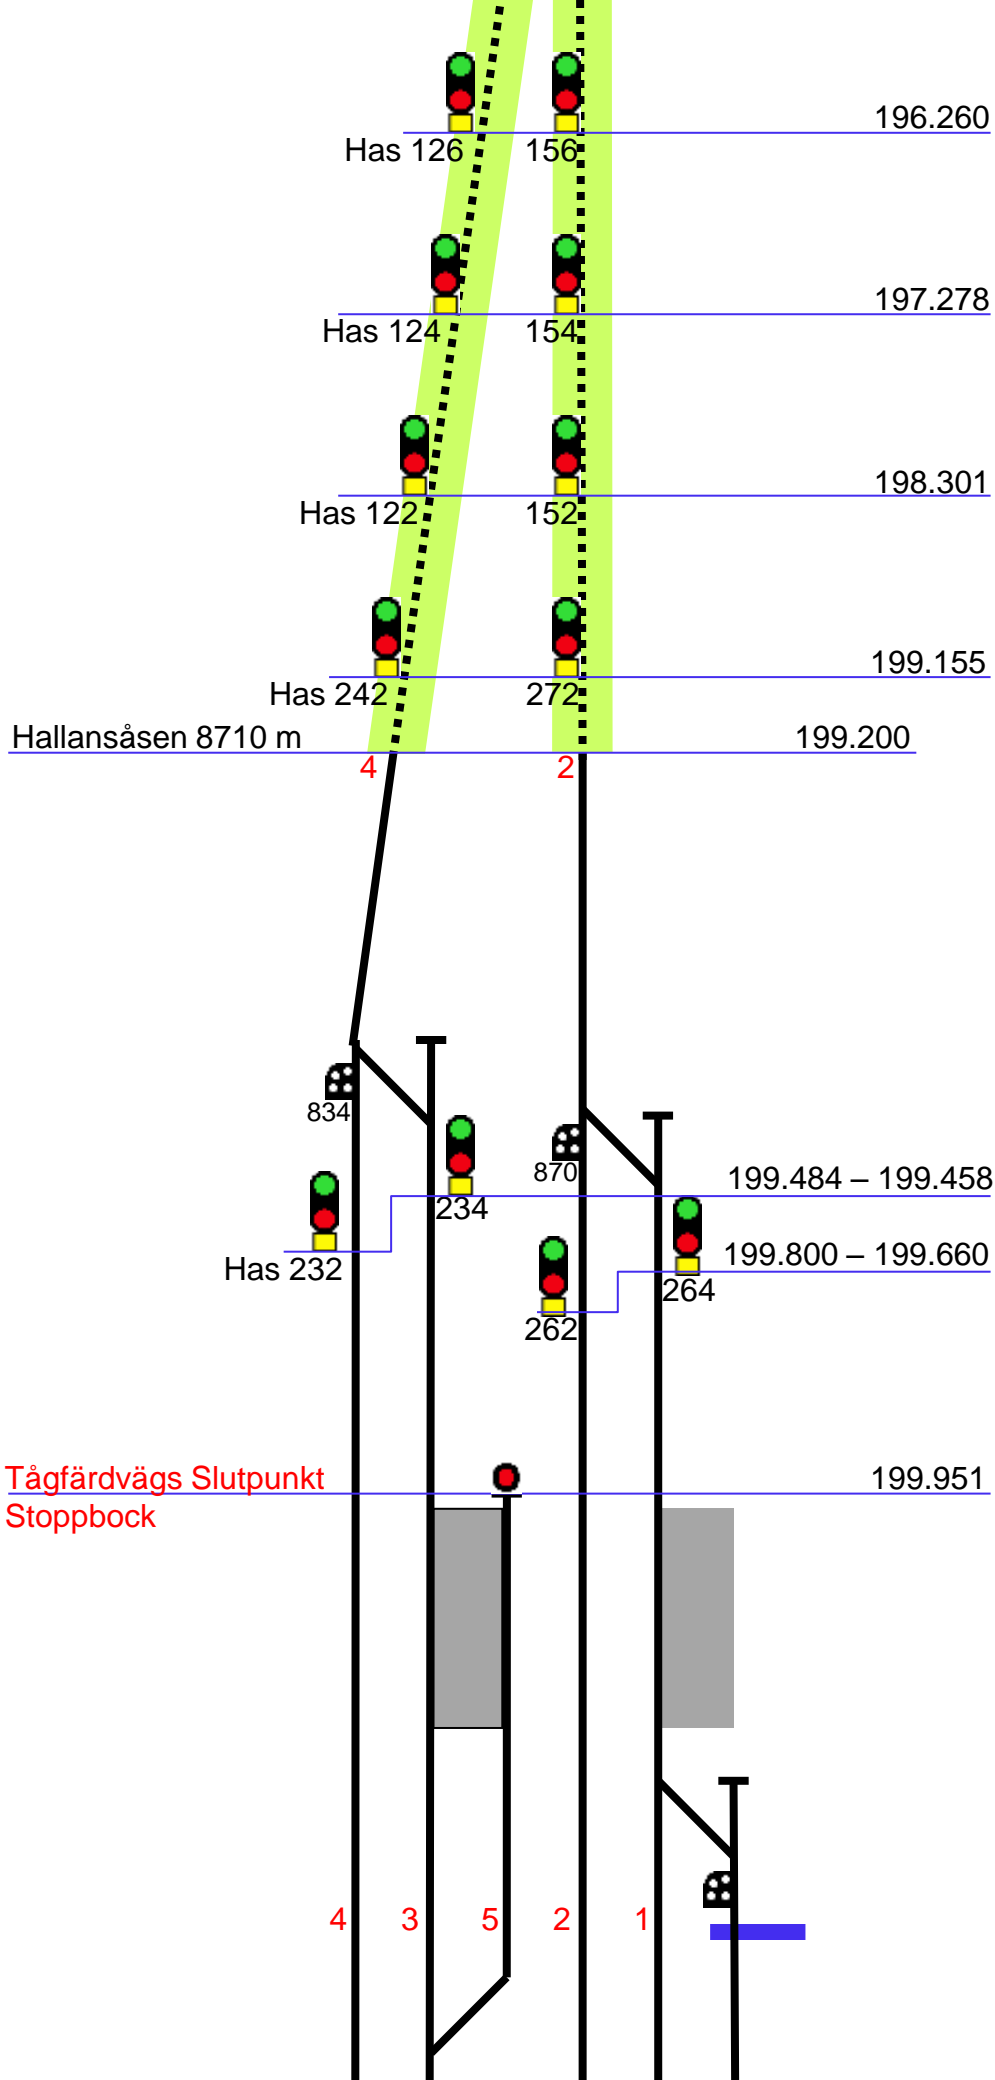 196.260
Has 126 156
197.278
Has 124 154
198.301
Has 122 152
199.155
Has 242 272
Hallansåsen 8710 m 199.200
4 2
834
870
199.484 – 199.458
234
199.800 – 199.660
Has 232
264
262
Tågfärdvägs Slutpunkt 199.951
Stoppbock
4 3 5 2 1